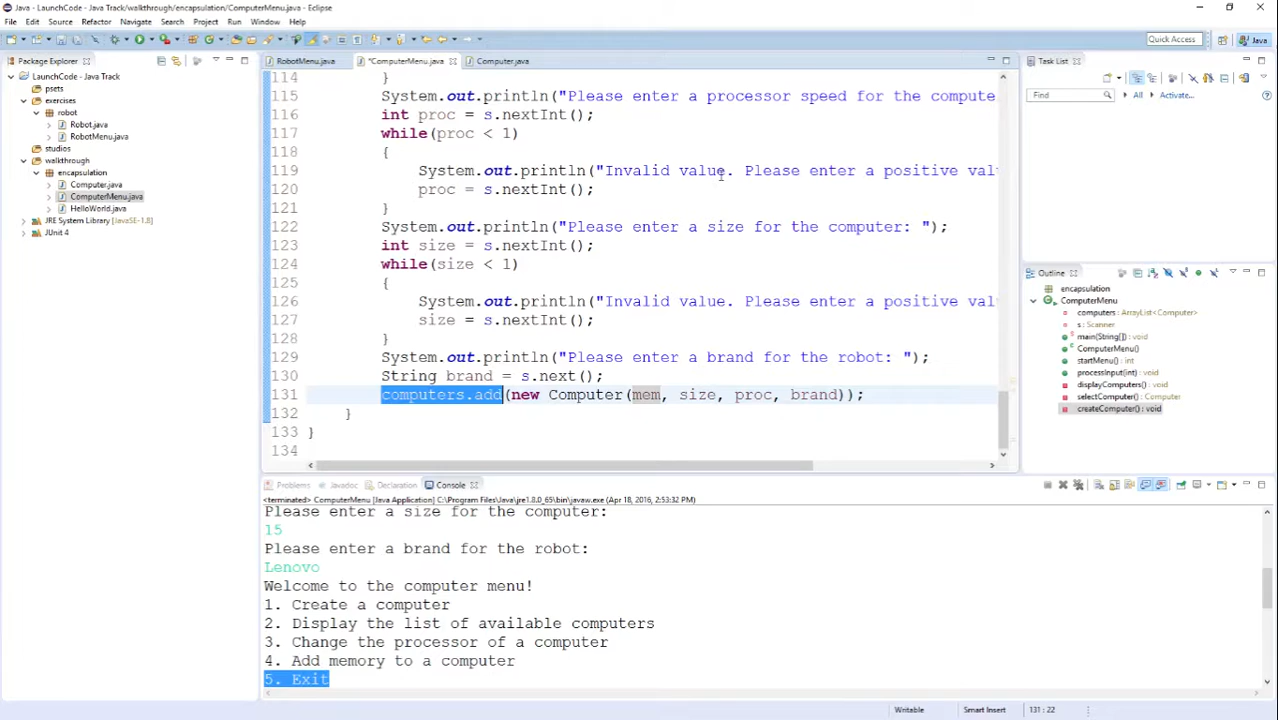 Java - LaunchCode - Java Track/walkthrough/encapsulation/ComputerMenu.java - Eclipse
File Edit Source Refactor Navigate Search Project Run Window Help
Quick Access Java
Package Explorer
LaunchCode - Java Track
psets
exercises
robot
Robot.java
RobotMenu.java
studios
walkthrough
encapsulation
Computer.java
ComputerMenu.java
HelloWorld.java
JRE System Library [JavaSE-1.8]
JUnit 4
RobotMenu.java *ComputerMenu.java Computer.java
114 }
115 System.out.println("Please enter a processor speed for the compute
116 int proc = s.nextInt();
117 while(proc < 1)
118 {
119 System.out.println("Invalid value. Please enter a positive val
120 proc = s.nextInt();
121 }
122 System.out.println("Please enter a size for the computer: ");
123 int size = s.nextInt();
124 while(size < 1)
125 {
126 System.out.println("Invalid value. Please enter a positive val
127 size = s.nextInt();
128 }
129 System.out.println("Please enter a brand for the robot: ");
130 String brand = s.next();
131 computers.add(new Computer(mem, size, proc, brand));
132 }
133 }
134
Task List
Find All Activate...
Outline
encapsulation
ComputerMenu
computers : ArrayList<Computer>
s : Scanner
main(String[]) : void
ComputerMenu()
startMenu() : int
processInput(int) : void
displayComputers() : void
selectComputer() : Computer
createComputer() : void
Problems Javadoc Declaration Console
<terminated> ComputerMenu [Java Application] C:\Program Files\Java\jre1.8.0_65\bin\javaw.exe (Apr 18, 2016, 2:53:32 PM)
Please enter a size for the computer:
15
Please enter a brand for the robot:
Lenovo
Welcome to the computer menu!
1. Create a computer
2. Display the list of available computers
3. Change the processor of a computer
4. Add memory to a computer
5. Exit
Writable Smart Insert 131 : 22